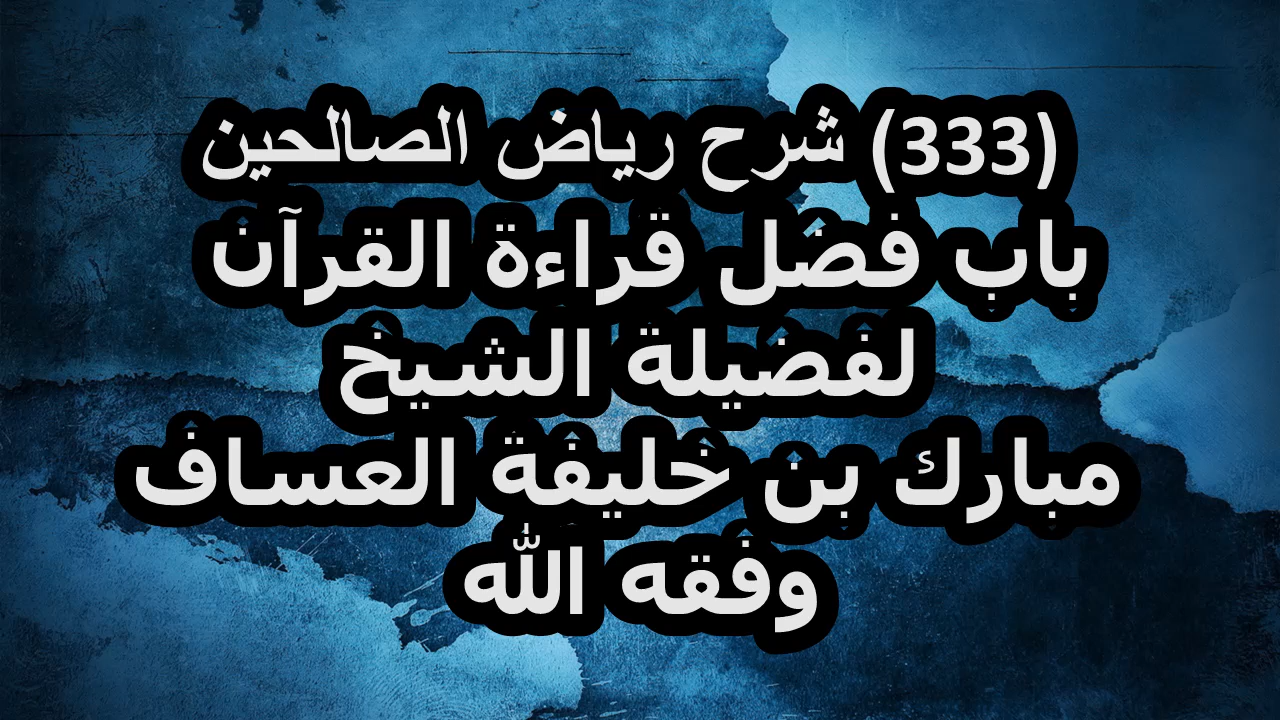 (333) شرح رياض الصالحين
باب فضل قراءة القرآن
لفضيلة الشيخ
مبارك بن خليفة العساف
وفقه الله